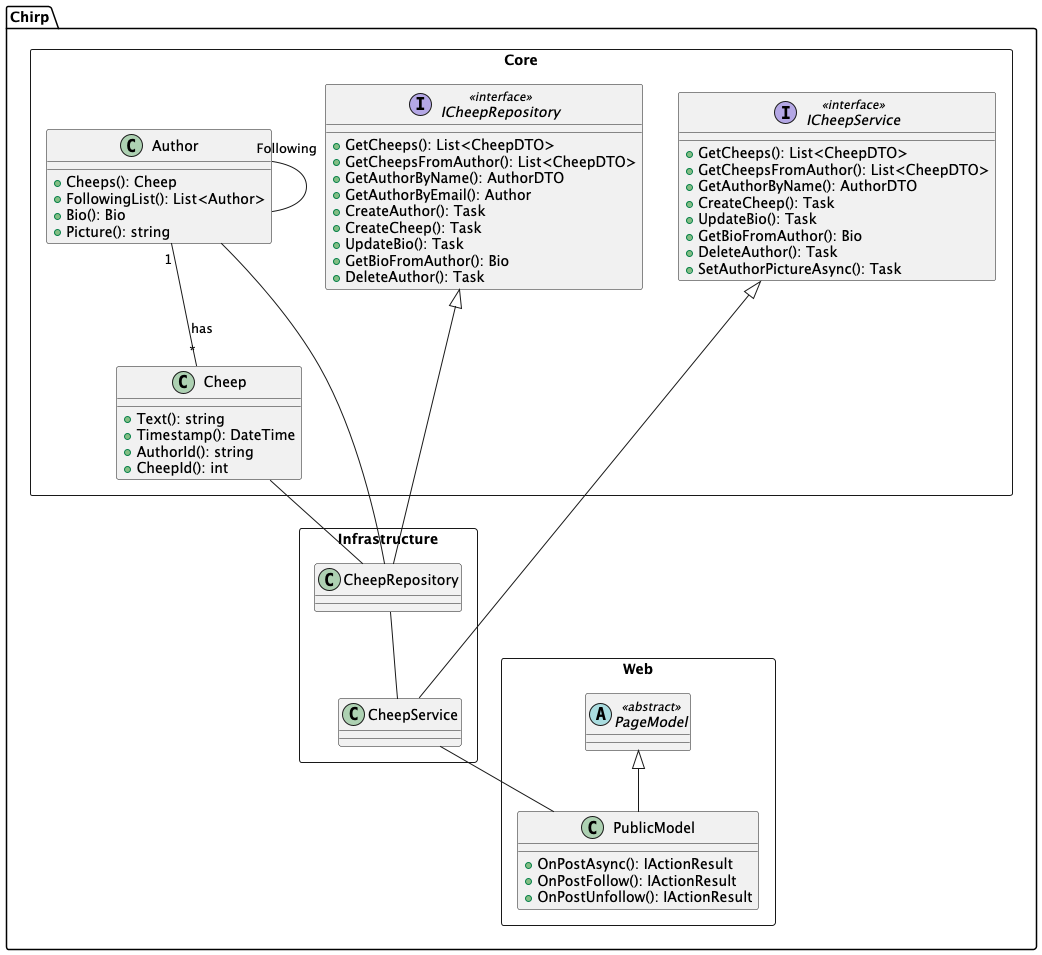 Chirp
Core
I
«interface»
ICheepRepository
GetCheeps(): List<CheepDTO>
GetCheepsFromAuthor(): List<CheepDTO>
GetAuthorByName(): AuthorDTO
GetAuthorByEmail(): Author
CreateAuthor(): Task
CreateCheep(): Task
UpdateBio(): Task
GetBioFromAuthor(): Bio
DeleteAuthor(): Task
I
«interface»
ICheepService
GetCheeps(): List<CheepDTO>
GetCheepsFromAuthor(): List<CheepDTO>
GetAuthorByName(): AuthorDTO
CreateCheep(): Task
UpdateBio(): Task
GetBioFromAuthor(): Bio
DeleteAuthor(): Task
SetAuthorPictureAsync(): Task
C Author
Cheeps(): Cheep
FollowingList(): List<Author>
Bio(): Bio
Picture(): string
Following
1
has
*
C Cheep
Text(): string
Timestamp(): DateTime
AuthorId(): string
CheepId(): int
Infrastructure
C CheepRepository
C CheepService
Web
A
«abstract»
PageModel
C PublicModel
OnPostAsync(): IActionResult
OnPostFollow(): IActionResult
OnPostUnfollow(): IActionResult